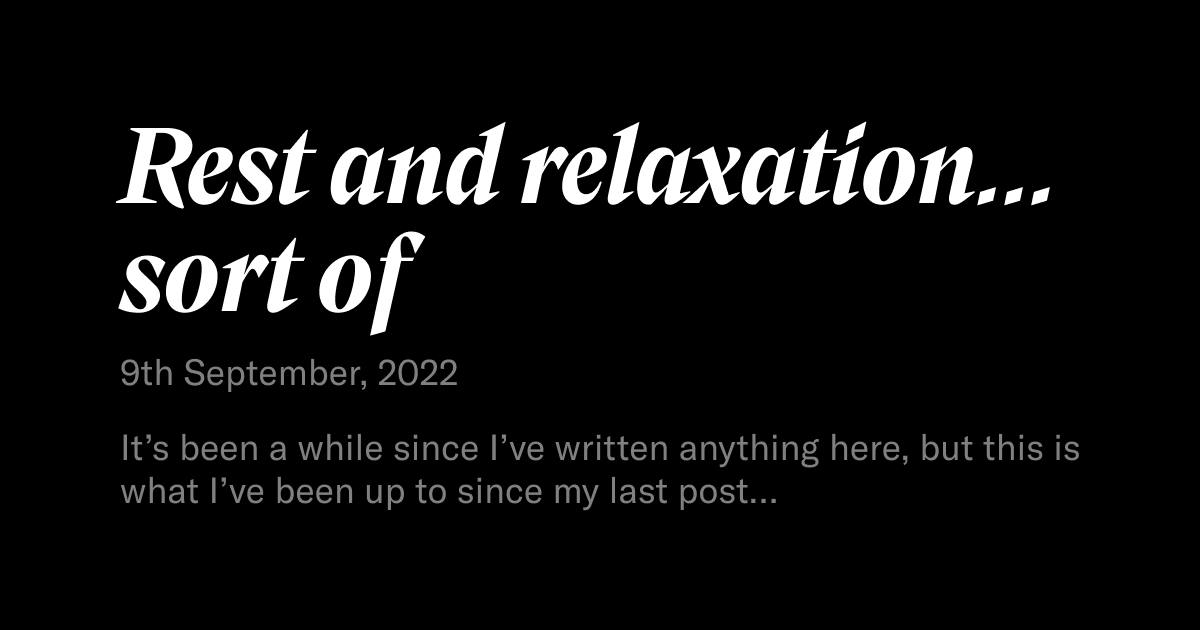 Rest and relaxation...
sort of
9th September, 2022
It’s been a while since I’ve written anything here, but this is
what I’ve been up to since my last post...